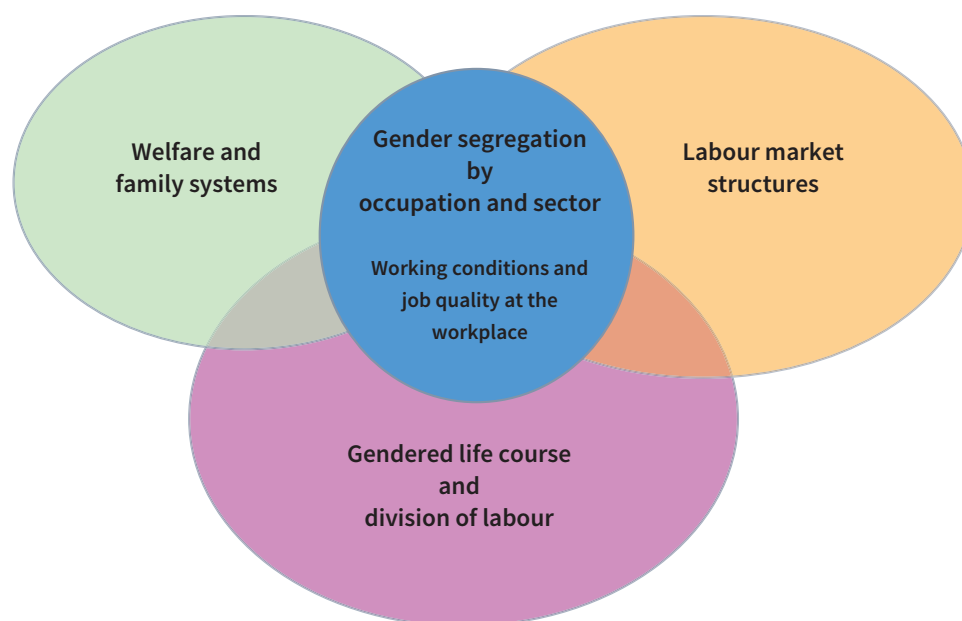 Welfare and
family systems
Gender segregation
by
occupation and sector
Working conditions and
job quality at the
workplace
Labour market
structures
Gendered life course
and
division of labour